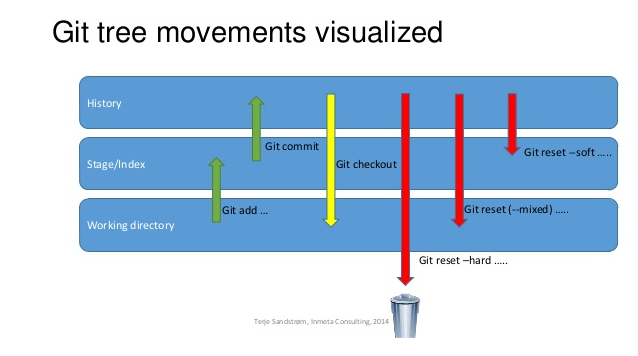 Git tree movements visualized
History
Git commit
Git reset –soft …..
Stage/Index
Git checkout
Git add …
Git reset (--mixed) …..
Working directory
Git reset –hard …..
Terje Sandstrøm, Inmeta Consulting, 2014